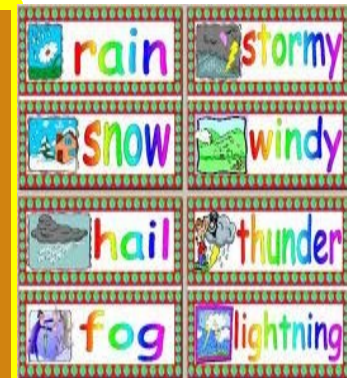 rain
stormy
snow
windy
hail
thunder
fog
lightning